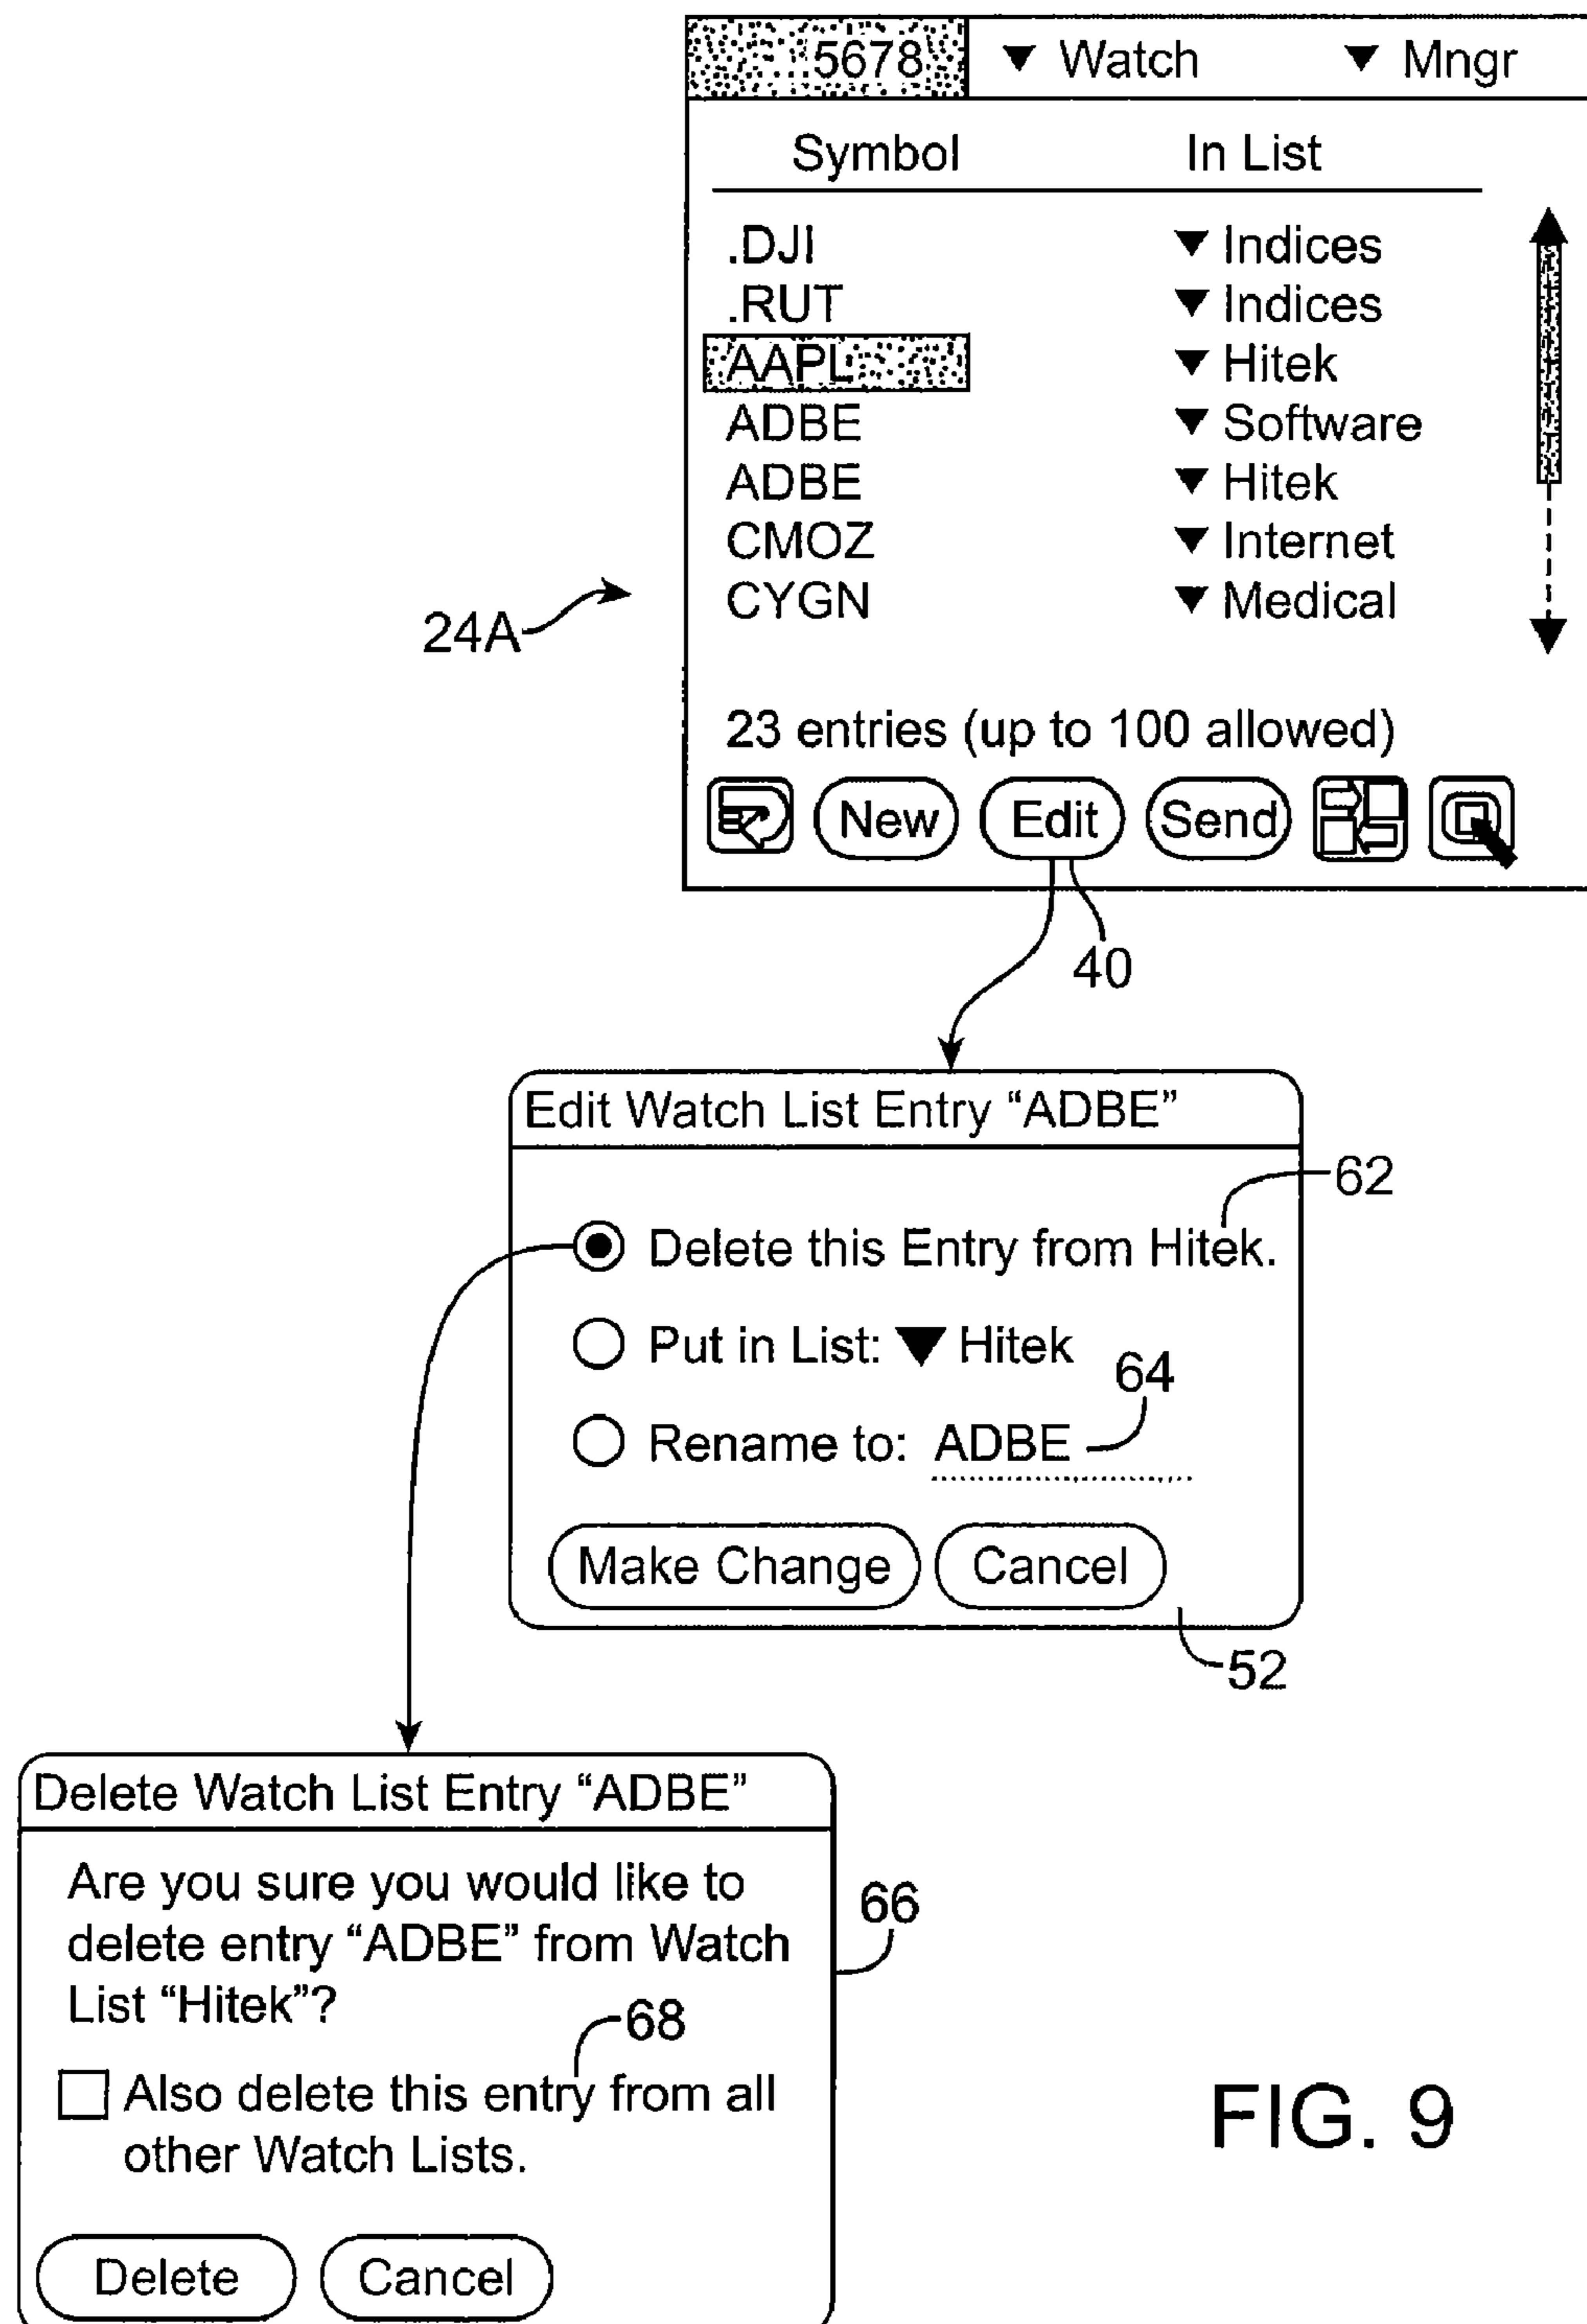 5678 ▼ Watch ▼ Mngr
Symbol In List
.DJI ▼ Indices
.RUT ▼ Indices
AAPL ▼ Hitek
ADBE ▼ Software
ADBE ▼ Hitek
CMOZ ▼ Internet
CYGN ▼ Medical
24A
23 entries (up to 100 allowed)
New Edit Send
40
Edit Watch List Entry “ADBE”
62
Delete this Entry from Hitek.
Put in List: ▼ Hitek
64
Rename to: ADBE
Make Change Cancel
52
Delete Watch List Entry “ADBE”
Are you sure you would like to
delete entry “ADBE” from Watch
List “Hitek”?
66
68
Also delete this entry from all
other Watch Lists.
Delete Cancel
FIG. 9